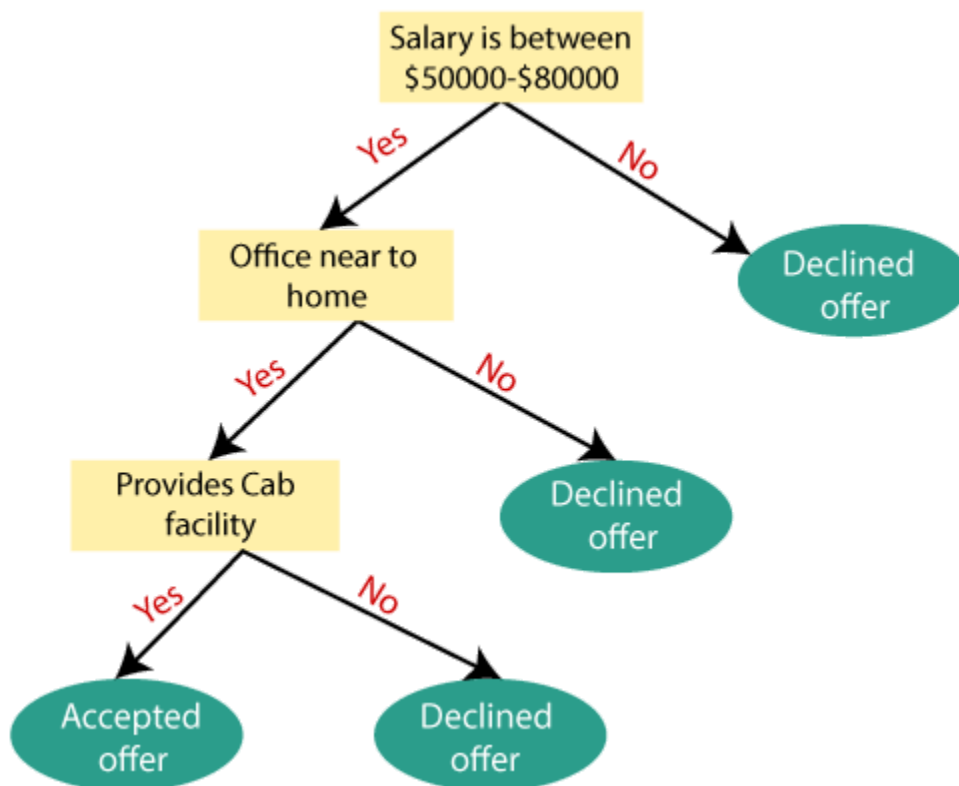 Salary is between
$50000-$80000
Yes
No
Office near to
home
Declined
offer
Yes
No
Provides Cab
facility
Declined
offer
Yes
No
Accepted
offer
Declined
offer